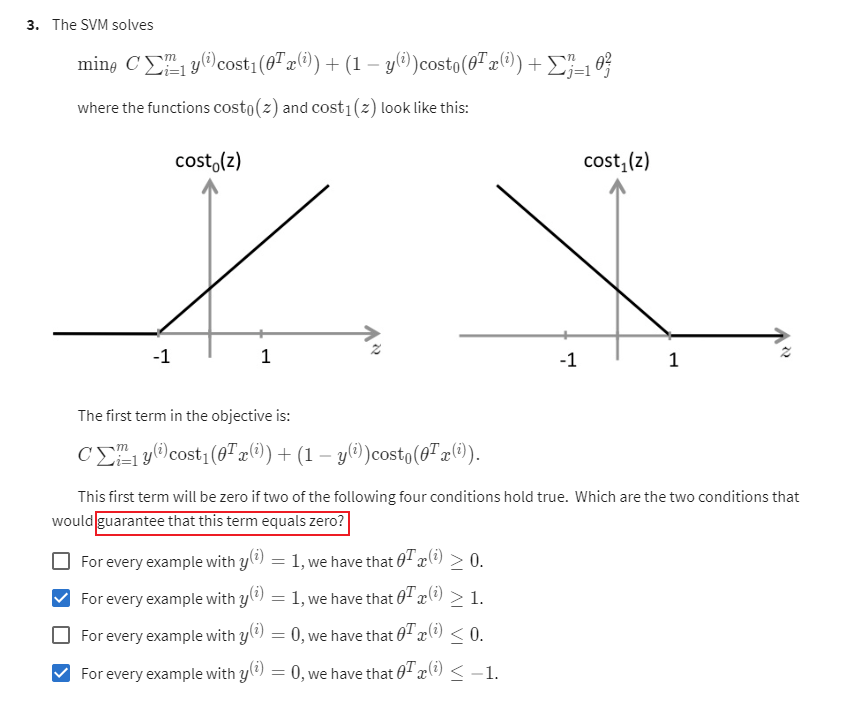 3. The SVM solves
min_θ C ∑_{i=1}^{m} y^{(i)}cost_1(θ^T x^{(i)}) + (1 − y^{(i)})cost_0(θ^T x^{(i)}) + ∑_{j=1}^{n} θ_j^2
where the functions cost_0(z) and cost_1(z) look like this:
cost_0(z) cost_1(z)
-1 1 z -1 1 z
The first term in the objective is:
C ∑_{i=1}^{m} y^{(i)}cost_1(θ^T x^{(i)}) + (1 − y^{(i)})cost_0(θ^T x^{(i)}).
This first term will be zero if two of the following four conditions hold true. Which are the two conditions that
would guarantee that this term equals zero?
For every example with y^{(i)} = 1, we have that θ^T x^{(i)} ≥ 0.
For every example with y^{(i)} = 1, we have that θ^T x^{(i)} ≥ 1.
For every example with y^{(i)} = 0, we have that θ^T x^{(i)} ≤ 0.
For every example with y^{(i)} = 0, we have that θ^T x^{(i)} ≤ −1.